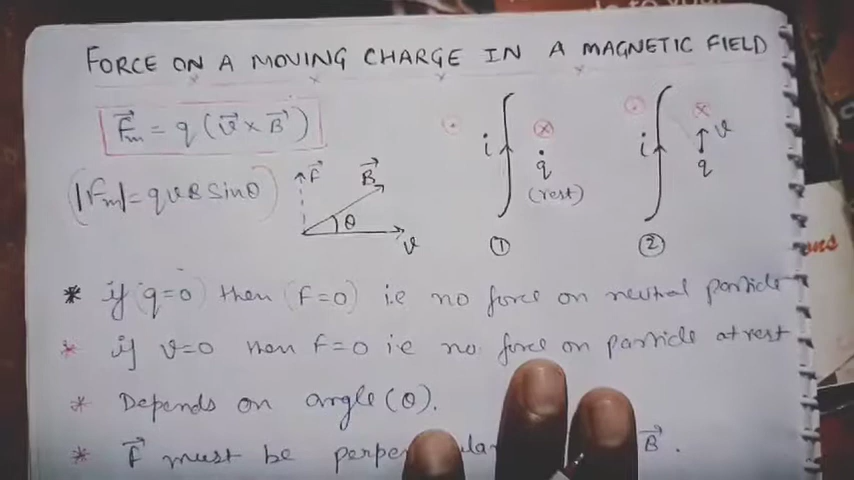 FORCE ON A MOVING CHARGE IN A MAGNETIC FIELD
F⃗m = q (v⃗ × B⃗)
|Fm| = qvB sinθ
F⃗
B⃗
θ
v
i
q
(rest)
①
i
v
q
②
* if (q=0) then (F=0) i.e no force on neutral particle
* if v=0 then F=0 i.e no force on particle at rest
* Depends on angle (θ).
* F⃗ must be B⃗.